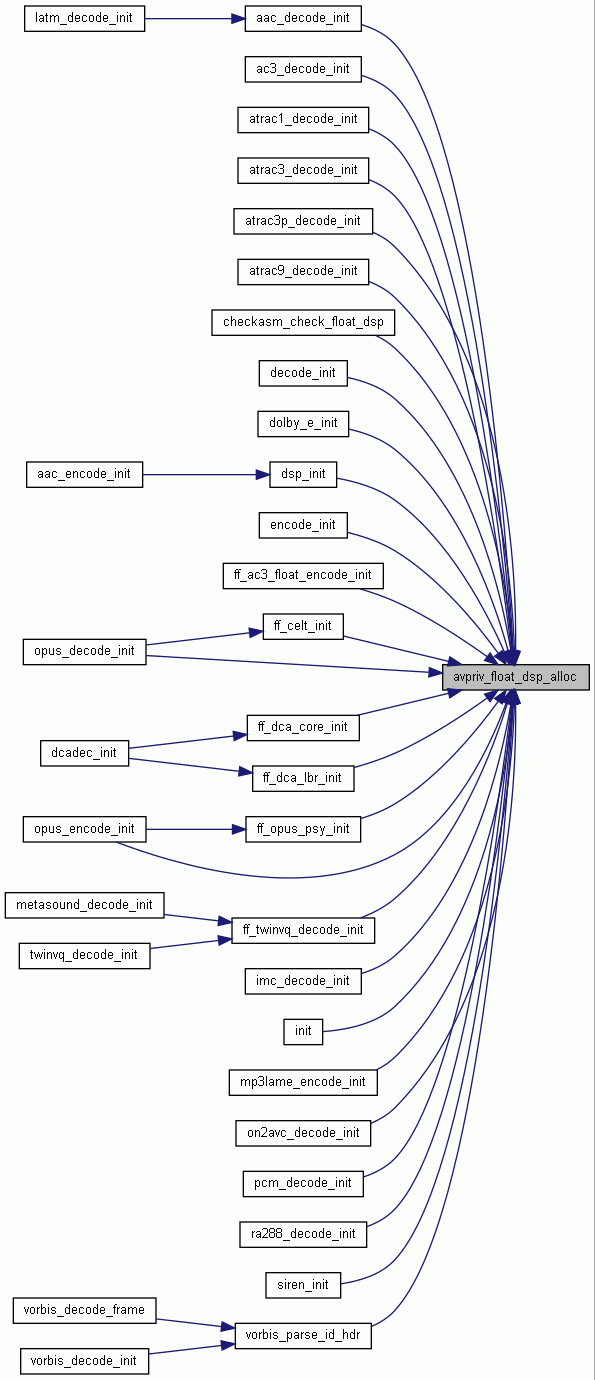 latm_decode_init
aac_decode_init
ac3_decode_init
atrac1_decode_init
atrac3_decode_init
atrac3p_decode_init
atrac9_decode_init
checkasm_check_float_dsp
decode_init
dolby_e_init
aac_encode_init
dsp_init
encode_init
ff_ac3_float_encode_init
ff_celt_init
opus_decode_init
avpriv_float_dsp_alloc
ff_dca_core_init
dcadec_init
ff_dca_lbr_init
opus_encode_init
ff_opus_psy_init
metasound_decode_init
ff_twinvq_decode_init
twinvq_decode_init
imc_decode_init
init
mp3lame_encode_init
on2avc_decode_init
pcm_decode_init
ra288_decode_init
siren_init
vorbis_decode_frame
vorbis_parse_id_hdr
vorbis_decode_init